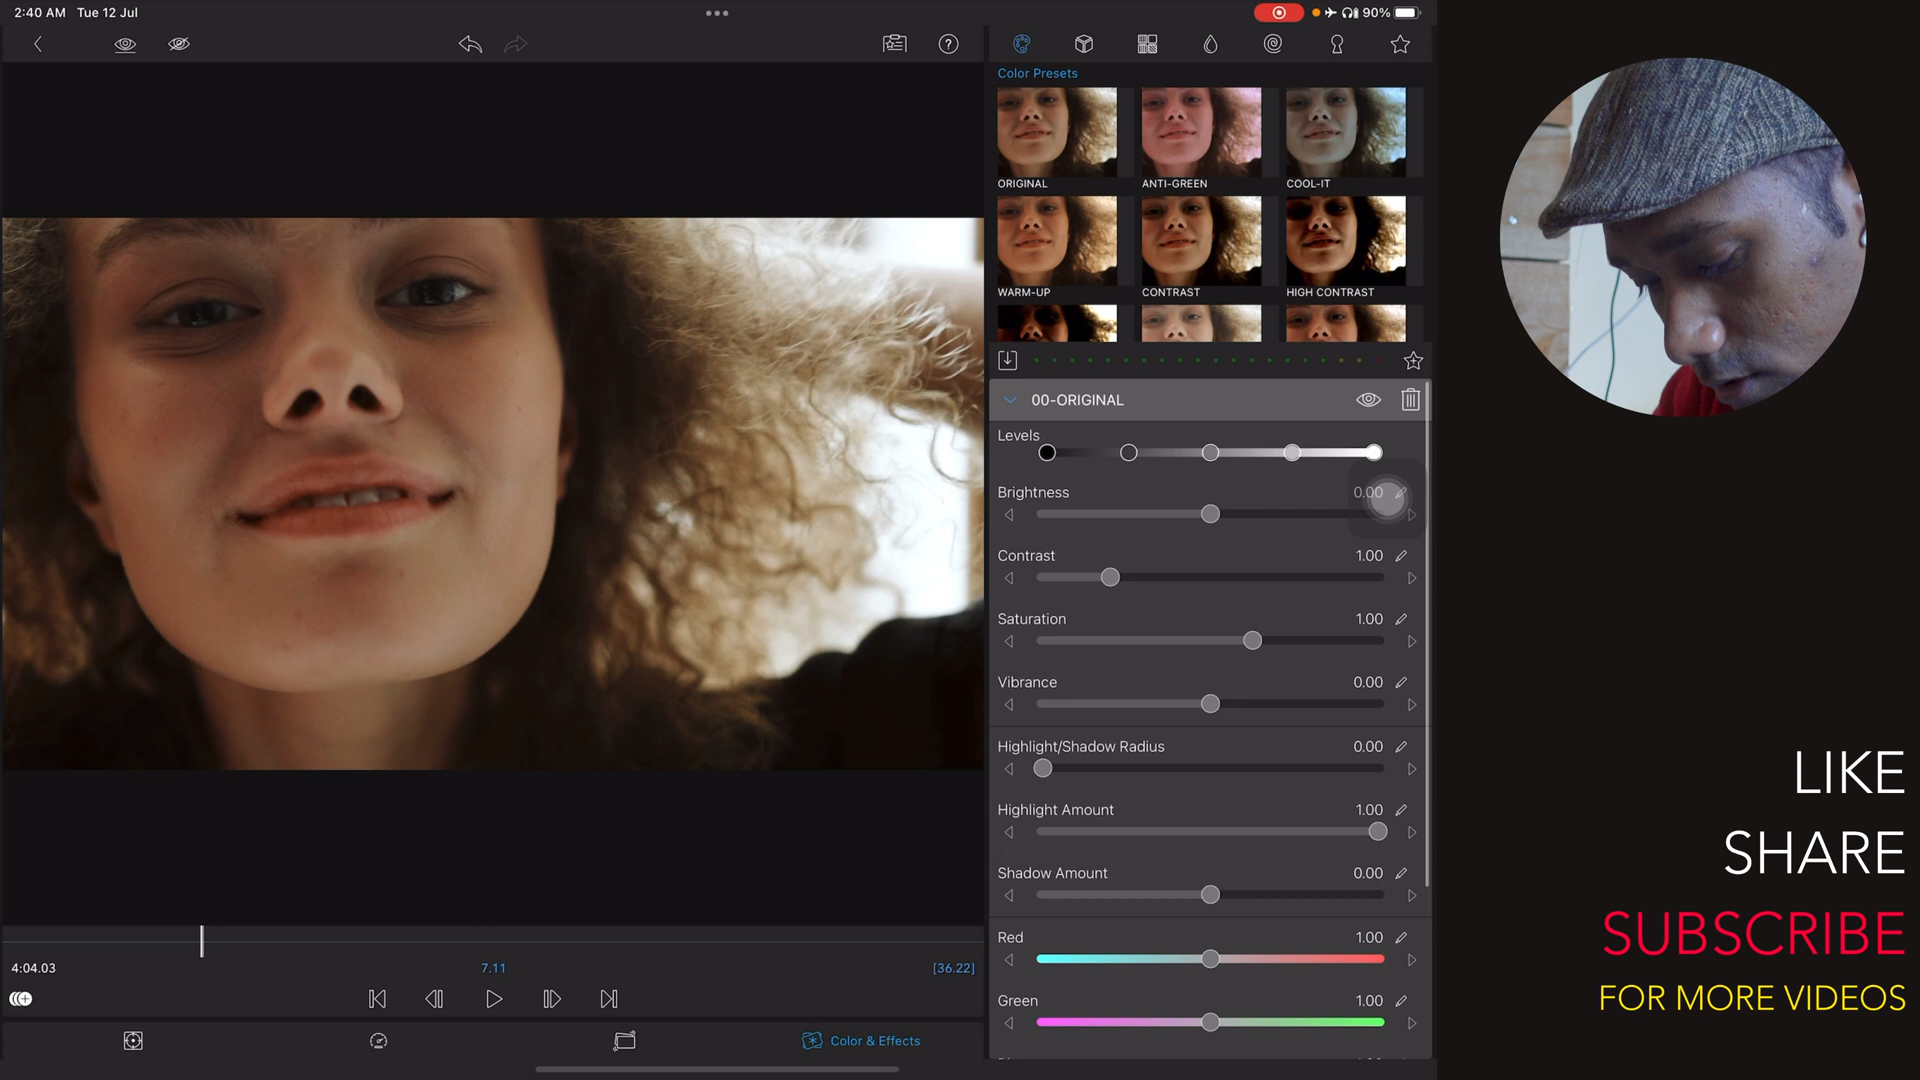 2:40 AM Tue 12 Jul
90%
Color Presets
ORIGINAL
ANTI-GREEN
COOL-IT
WARM-UP
CONTRAST
HIGH CONTRAST
00-ORIGINAL
Levels
Brightness 0.00
Contrast 1.00
Saturation 1.00
Vibrance 0.00
Highlight/Shadow Radius 0.00
Highlight Amount 1.00
Shadow Amount 0.00
Red 1.00
Green 1.00
4:04.03
7.11
[36.22]
Color & Effects
LIKE
SHARE
SUBSCRIBE
FOR MORE VIDEOS